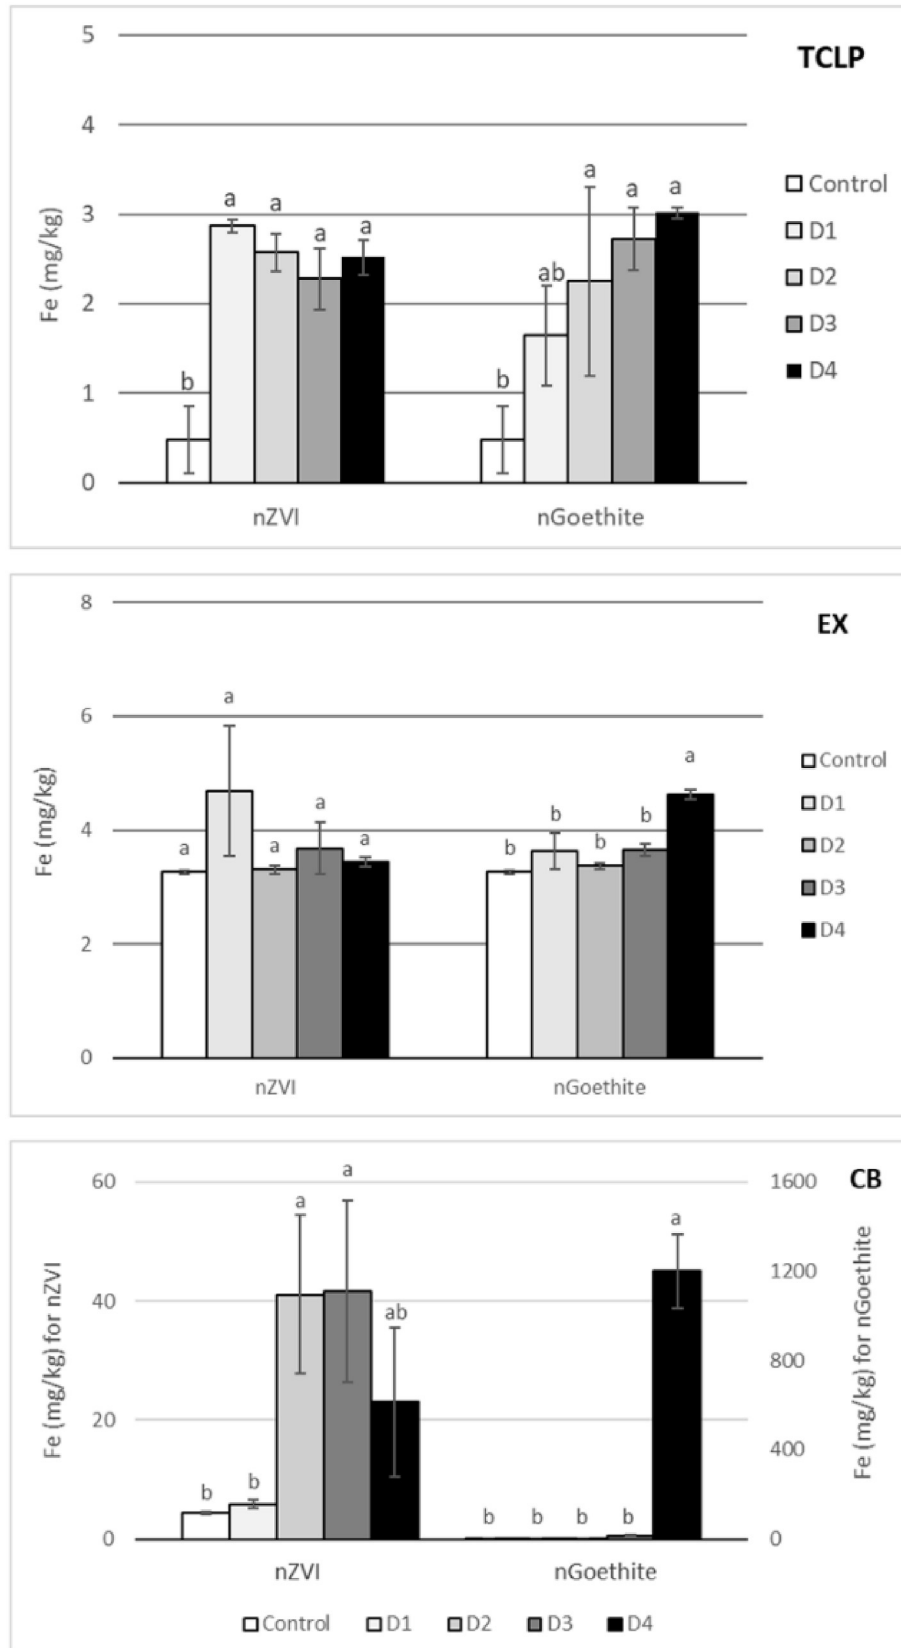 TCLP
Fe (mg/kg)
5
4
3
2
1
0
b a a a a
b ab a a a
nZVI nGoethite
Control
D1
D2
D3
D4
EX
Fe (mg/kg)
8
6
4
2
0
a a a a a
b b b b a
nZVI nGoethite
Control
D1
D2
D3
D4
CB
Fe (mg/kg) for nZVI
60
40
20
0
b b a a ab
b b b b a
1600
1200
800
400
0
Fe (mg/kg) for nGoethite
nZVI nGoethite
Control D1 D2 D3 D4